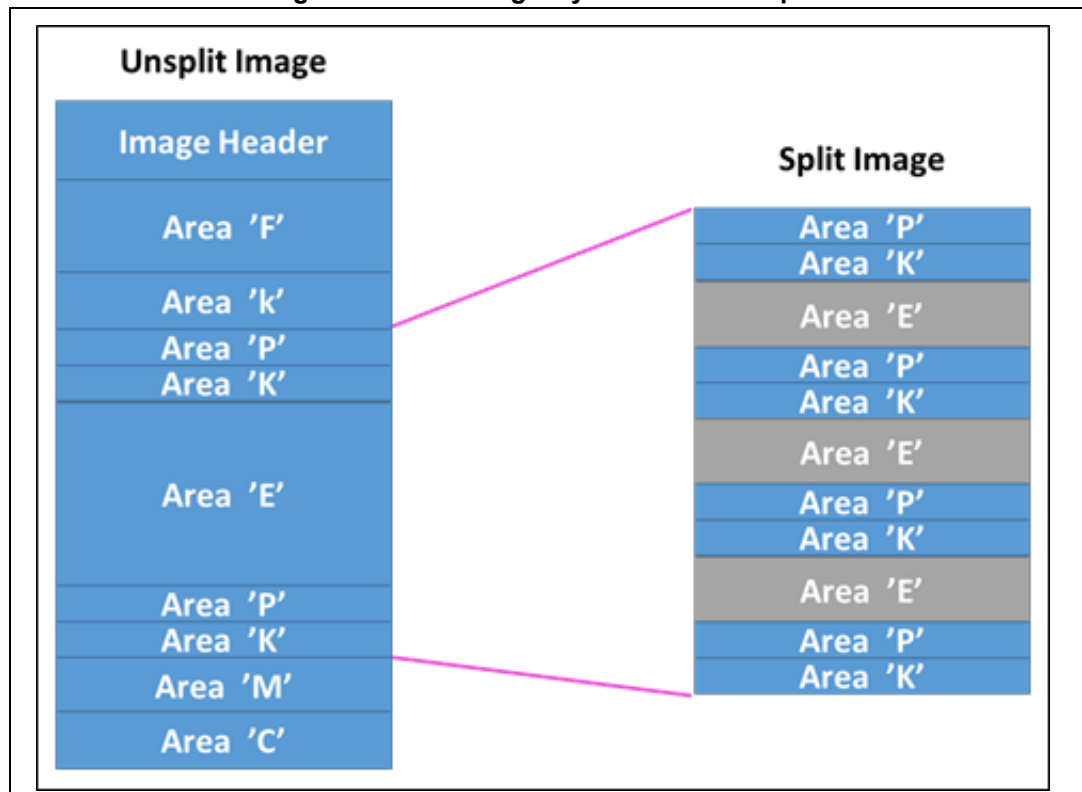 Unsplit Image
Image Header
Area ’F’
Area ’k’
Area ’P’
Area ’K’
Area ’E’
Area ’P’
Area ’K’
Area ’M’
Area ’C’
Split Image
Area ’P’
Area ’K’
Area ’E’
Area ’P’
Area ’K’
Area ’E’
Area ’P’
Area ’K’
Area ’E’
Area ’P’
Area ’K’